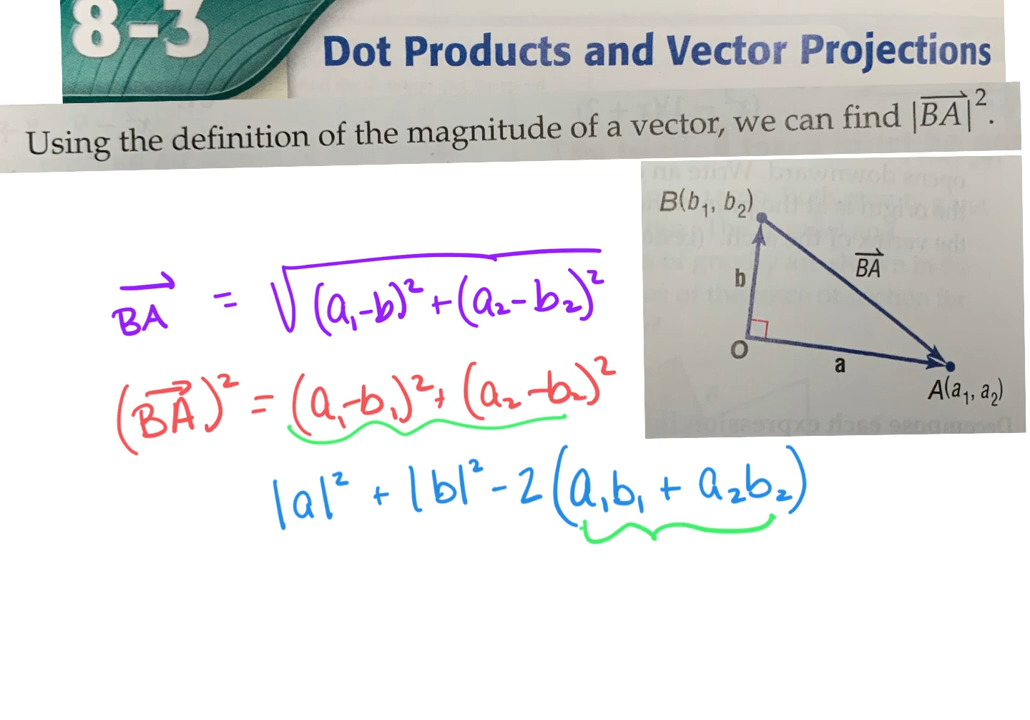 8-3
Dot Products and Vector Projections
Using the definition of the magnitude of a vector, we can find |BA⃗|².
B(b₁, b₂)
b
BA⃗
O
a
A(a₁, a₂)
BA⃗ = √(a₁-b)² + (a₂-b₂)²
(BA⃗)² = (a₁-b₁)² + (a₂-b₂)²
|a|² + |b|² - 2(a₁b₁ + a₂b₂)